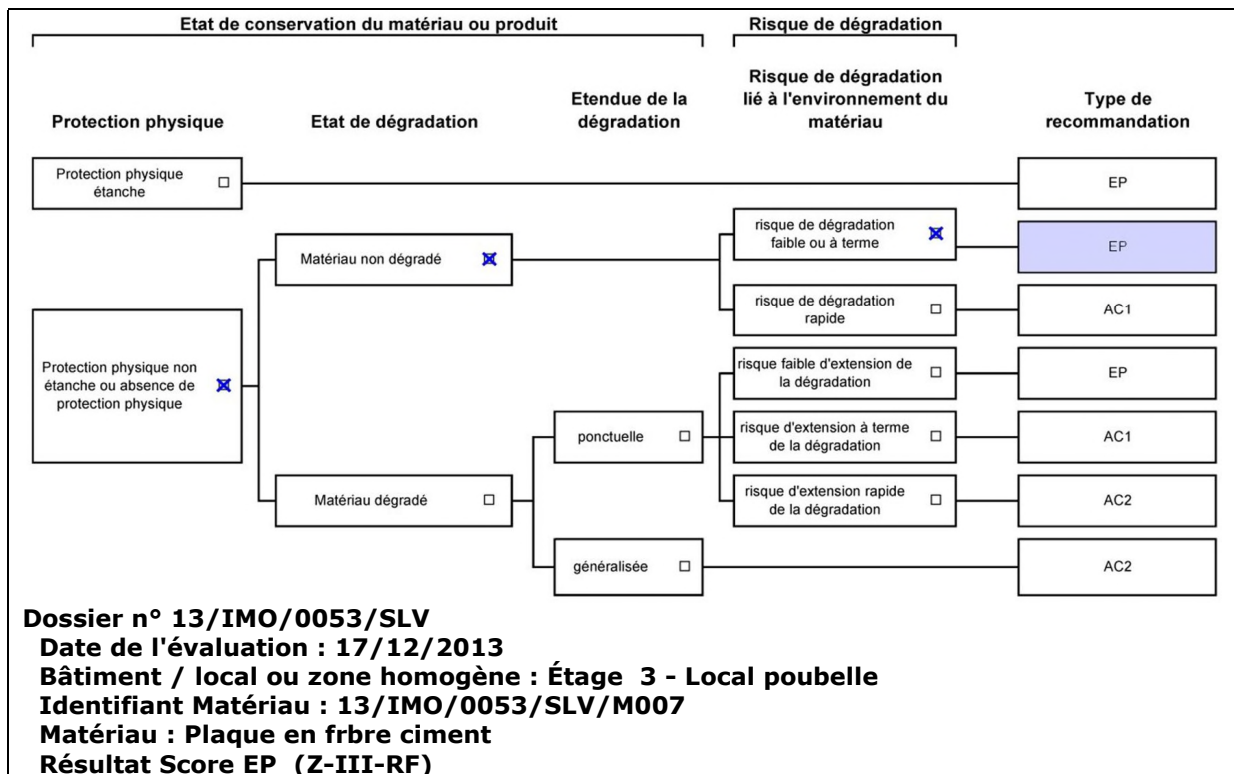 Etat de conservation du matériau ou produit
Risque de dégradation
Protection physique
Etat de dégradation
Etendue de la
dégradation
Risque de dégradation
lié à l'environnement du
matériau
Type de
recommandation
Protection physique
étanche
EP
risque de dégradation
faible ou à terme
EP
Matériau non dégradé
risque de dégradation
rapide
AC1
Protection physique non
étanche ou absence de
protection physique
risque faible d'extension de
la dégradation
EP
ponctuelle
risque d'extension à terme
de la dégradation
AC1
Matériau dégradé
risque d'extension rapide
de la dégradation
AC2
généralisée
AC2
Dossier n° 13/IMO/0053/SLV
Date de l'évaluation : 17/12/2013
Bâtiment / local ou zone homogène : Étage 3 - Local poubelle
Identifiant Matériau : 13/IMO/0053/SLV/M007
Matériau : Plaque en frbre ciment
Résultat Score EP (Z-III-RF)